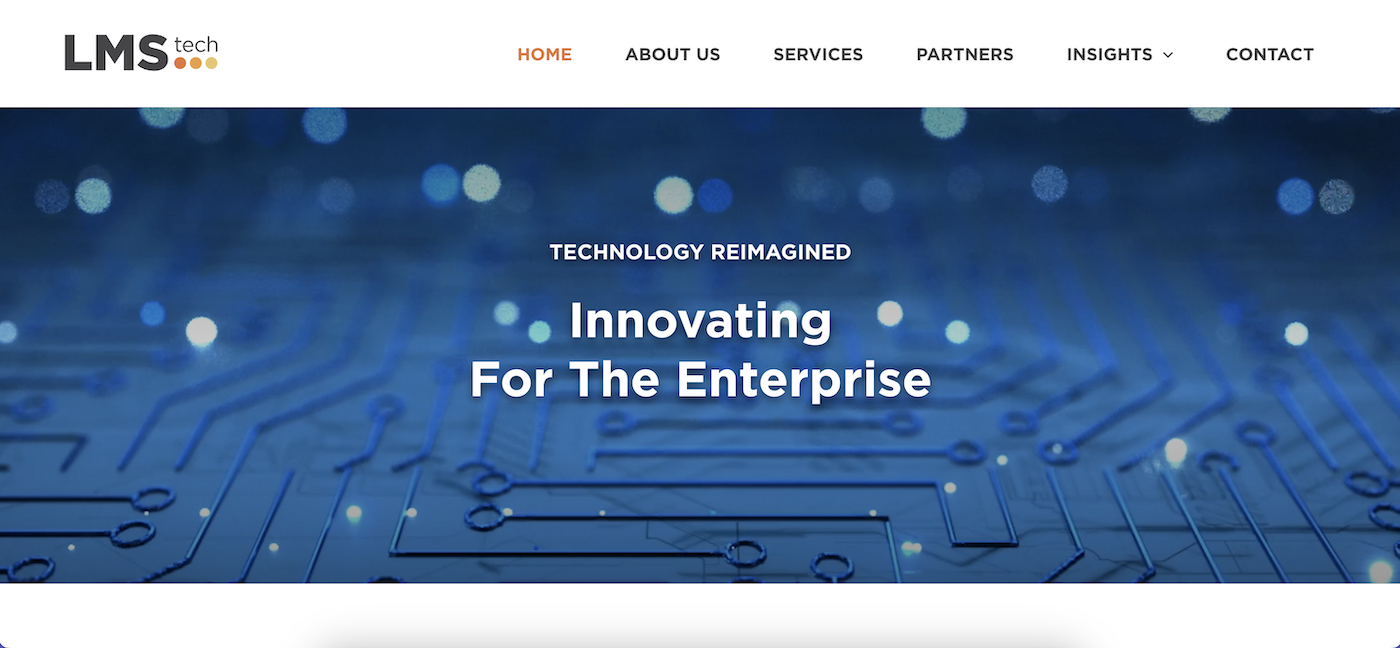 LMS tech
HOME ABOUT US SERVICES PARTNERS INSIGHTS CONTACT
TECHNOLOGY REIMAGINED
Innovating
For The Enterprise